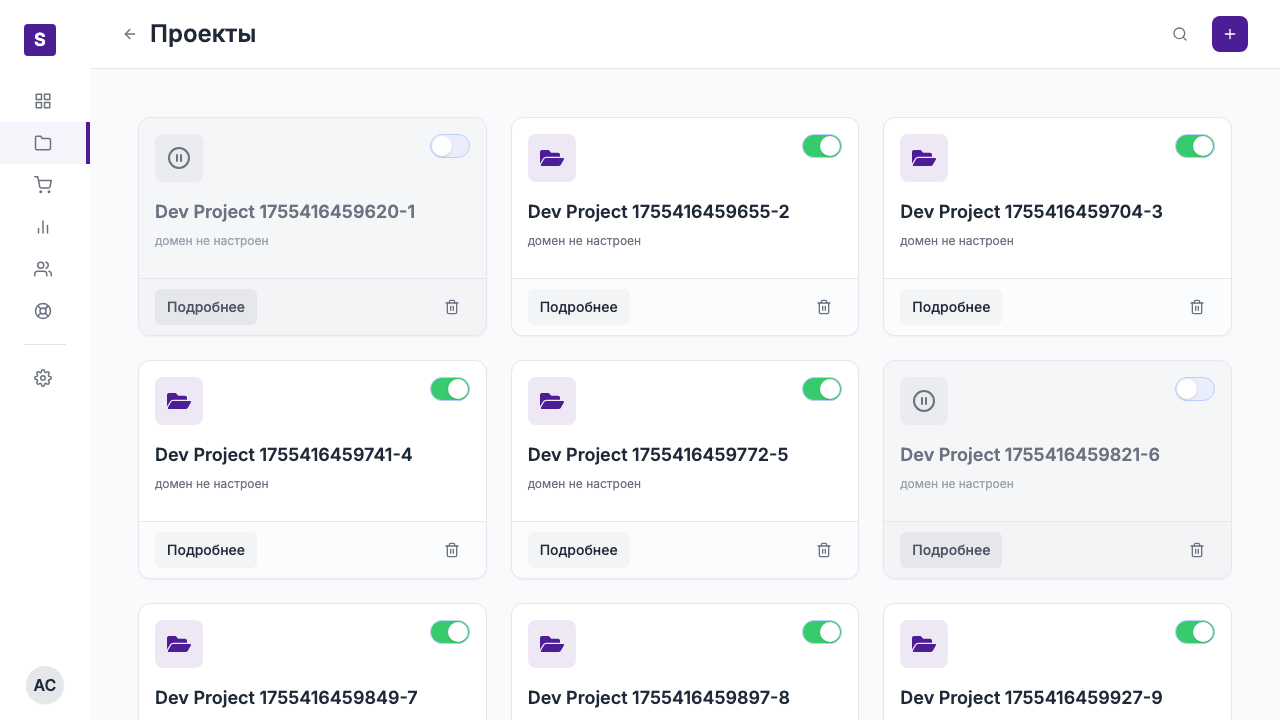 S
Проекты
Dev Project 1755416459620-1
домен не настроен
Подробнее
Dev Project 1755416459655-2
домен не настроен
Подробнее
Dev Project 1755416459704-3
домен не настроен
Подробнее
Dev Project 1755416459741-4
домен не настроен
Подробнее
Dev Project 1755416459772-5
домен не настроен
Подробнее
Dev Project 1755416459821-6
домен не настроен
Подробнее
Dev Project 1755416459849-7
Dev Project 1755416459897-8
Dev Project 1755416459927-9
AC